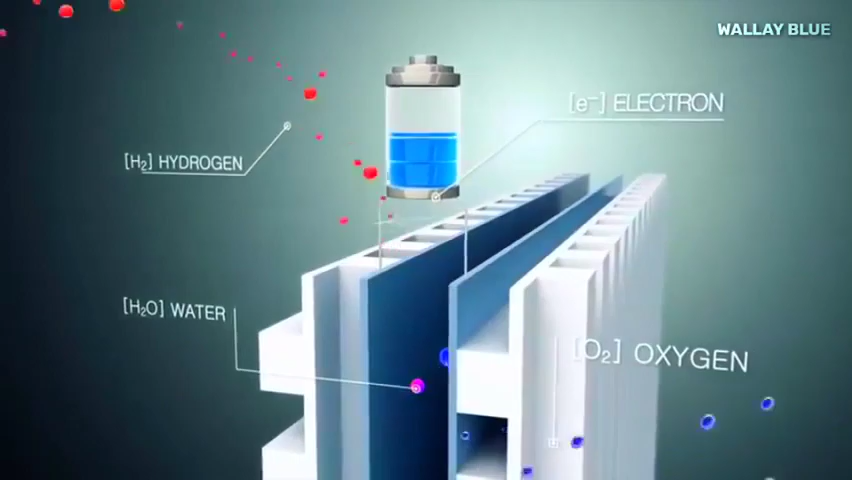 WALLAY BLUE
[e⁻] ELECTRON
[H₂] HYDROGEN
[H₂O] WATER
[O₂] OXYGEN